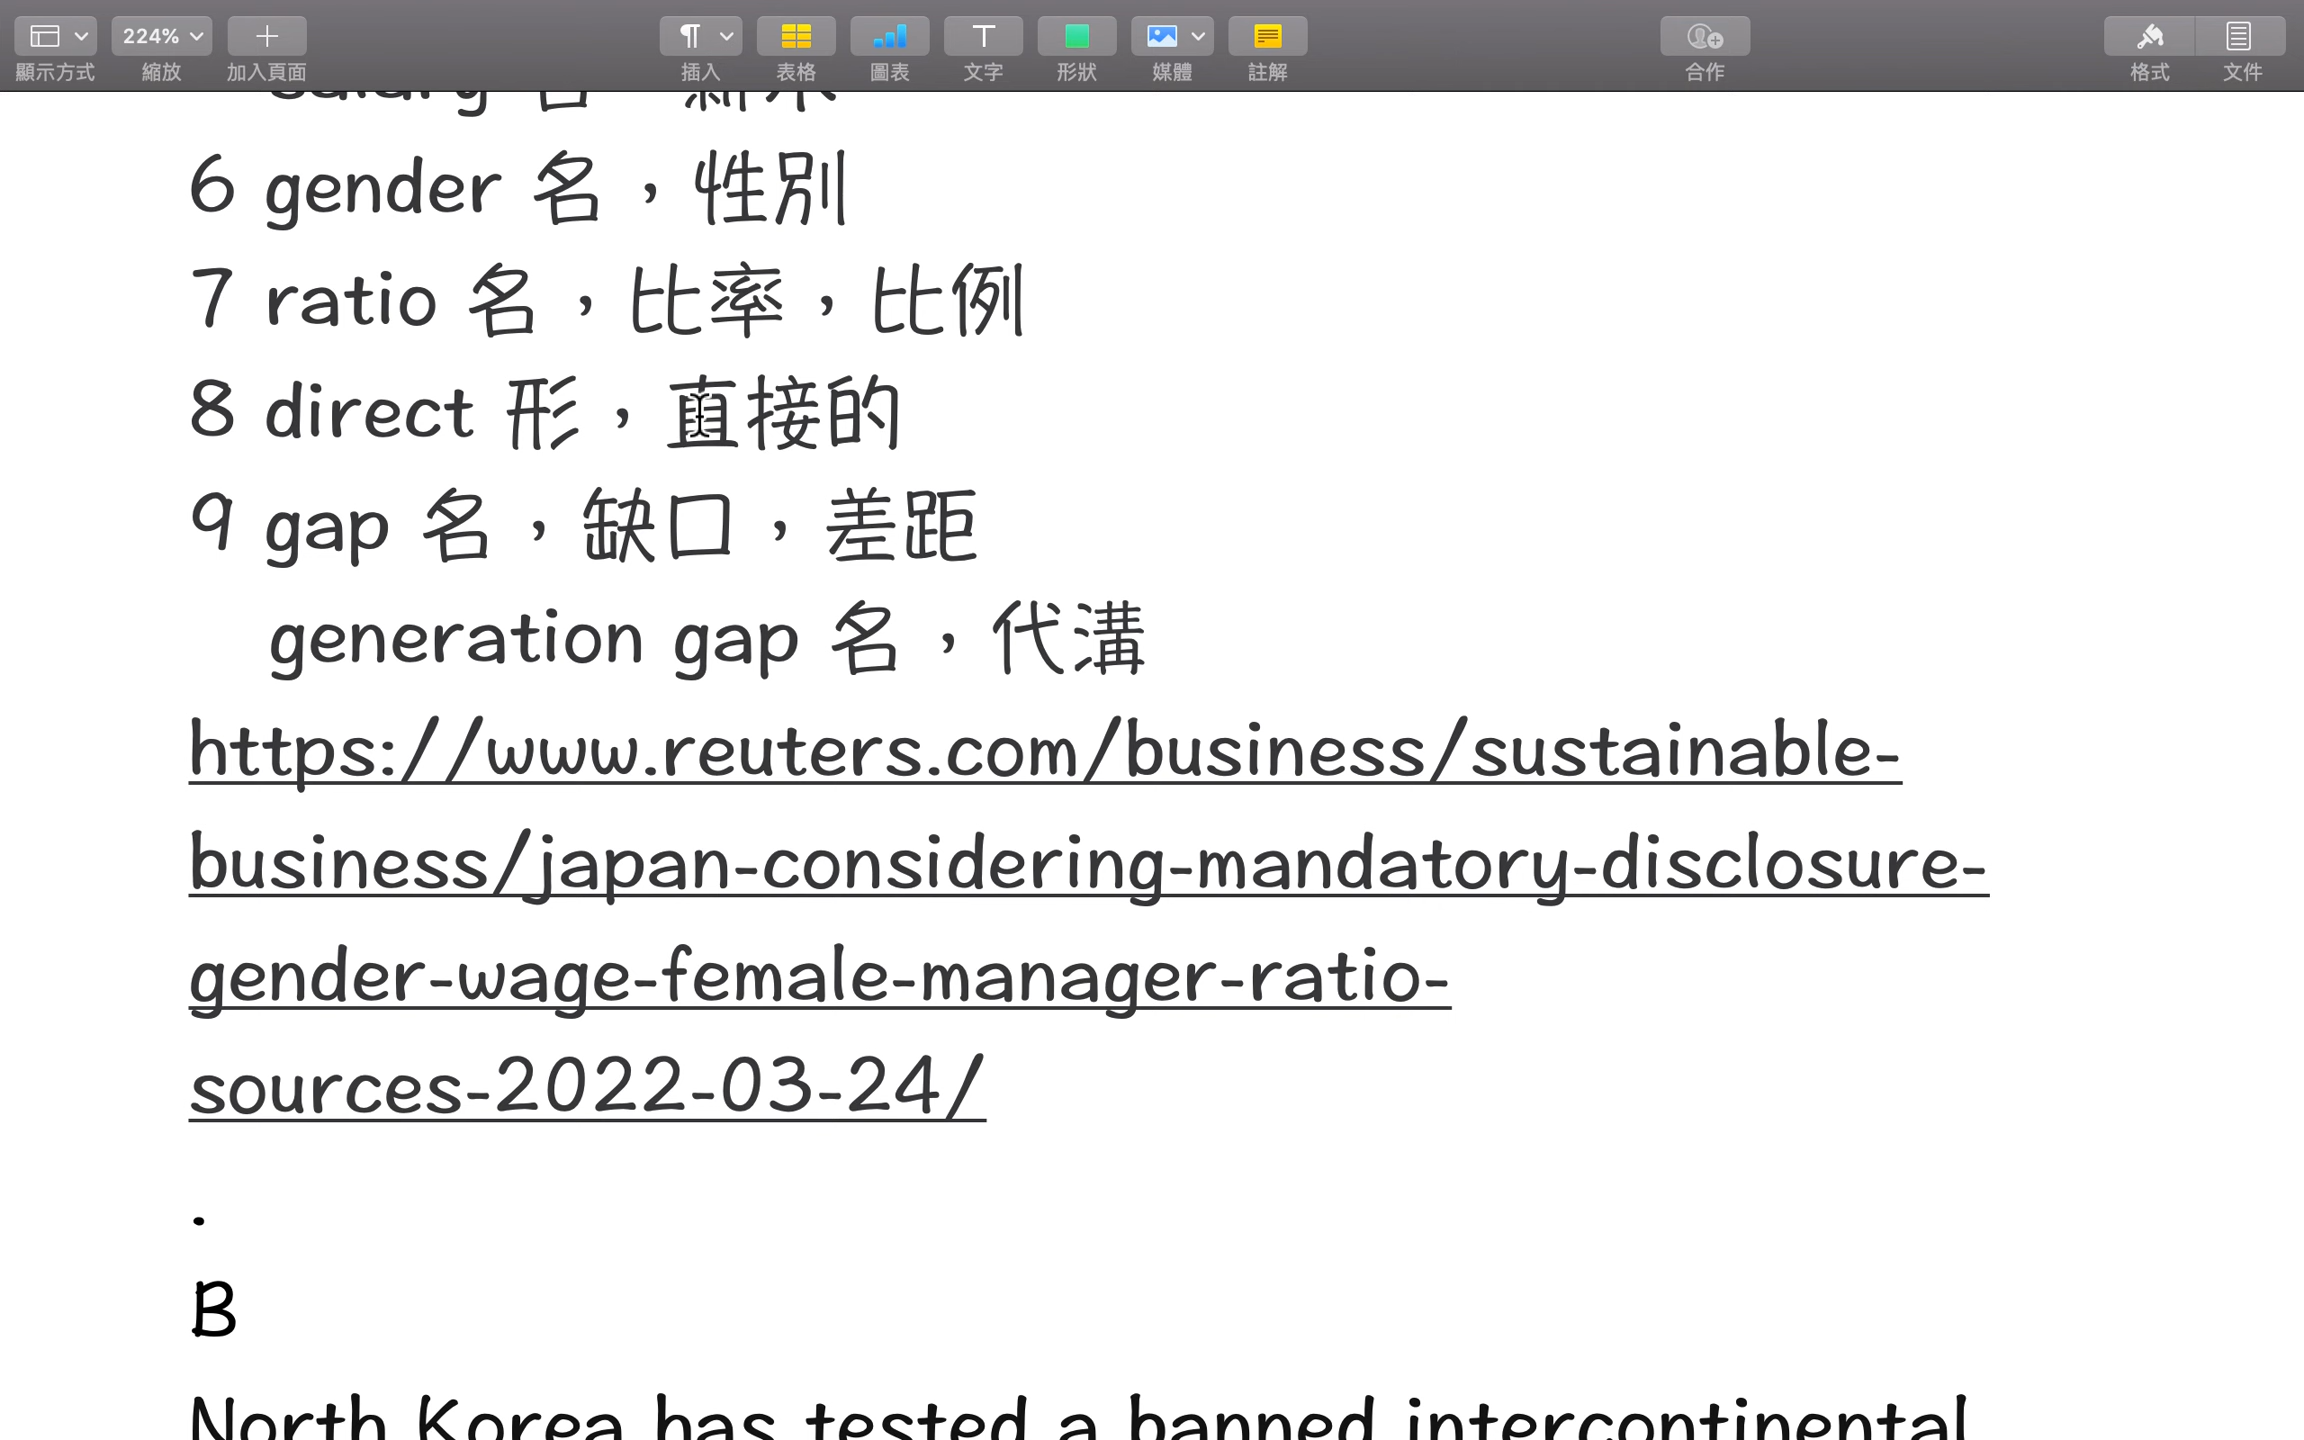 224%
顯示方式 縮放 加入頁面 插入 表格 圖表 文字 形狀 媒體 註解 合作 格式 文件
salary 名，薪水
6 gender 名，性別
7 ratio 名，比率，比例
8 direct 形，直接的
9 gap 名，缺口，差距
generation gap 名，代溝
https://www.reuters.com/business/sustainable-
business/japan-considering-mandatory-disclosure-
gender-wage-female-manager-ratio-
sources-2022-03-24/
.
B
North Korea has tested a banned intercontinental